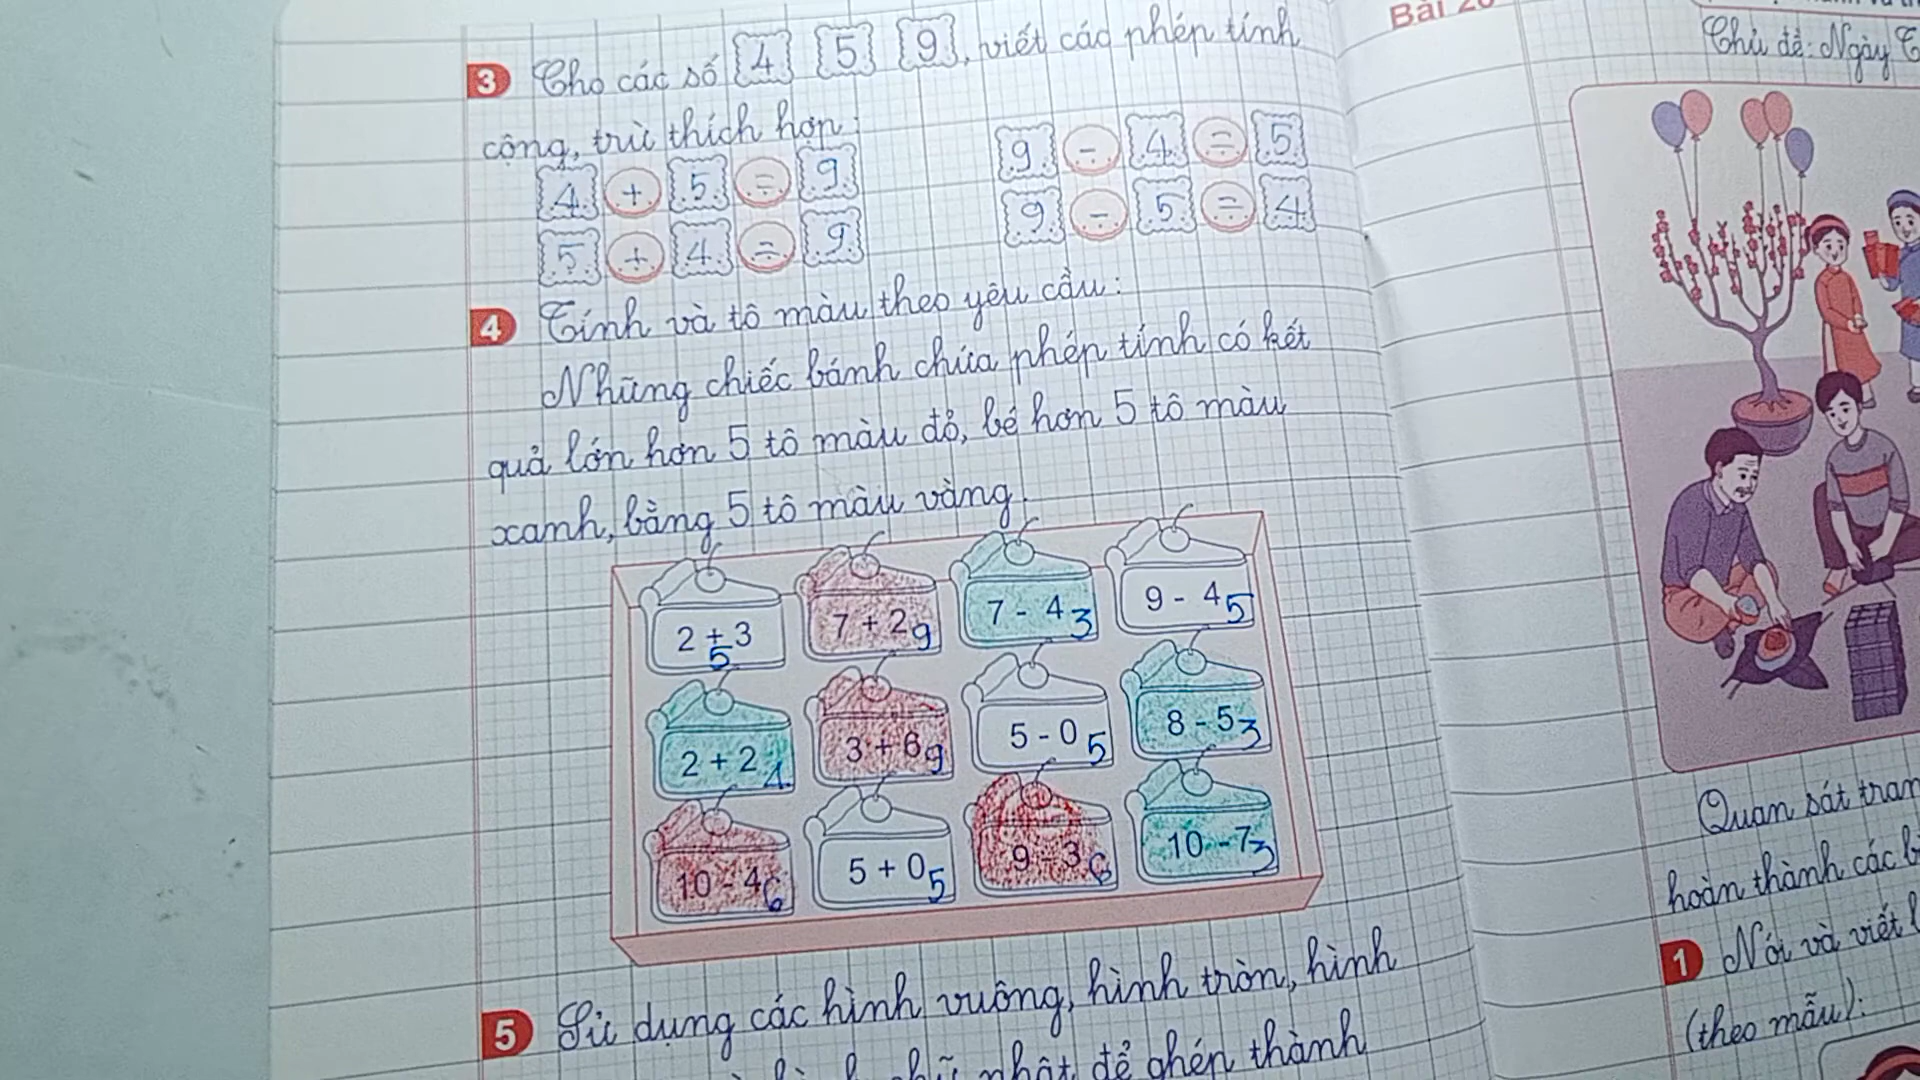 3 Cho các số 4 5 9, viết các phép tính
cộng, trừ thích hợp:
4 + 5 = 9
5 + 4 = 9
9 - 4 = 5
9 - 5 = 4
4 Tính và tô màu theo yêu cầu:
Những chiếc bánh chứa phép tính có kết
quả lớn hơn 5 tô màu đỏ, bé hơn 5 tô màu
xanh, bằng 5 tô màu vàng.
2 + 3 5 7 + 2 9 7 - 4 3 9 - 4 5
2 + 2 4 3 + 6 9 5 - 0 5 8 - 5 3
10 - 4 6 5 + 0 5 9 - 3 6 10 - 7 3
5 Sử dụng các hình vuông, hình tròn, hình
nhật để ghép thành
Bài
Chủ đề: Ngày
Quan sát
hoàn thành các
1 Nói và viết
(theo mẫu):